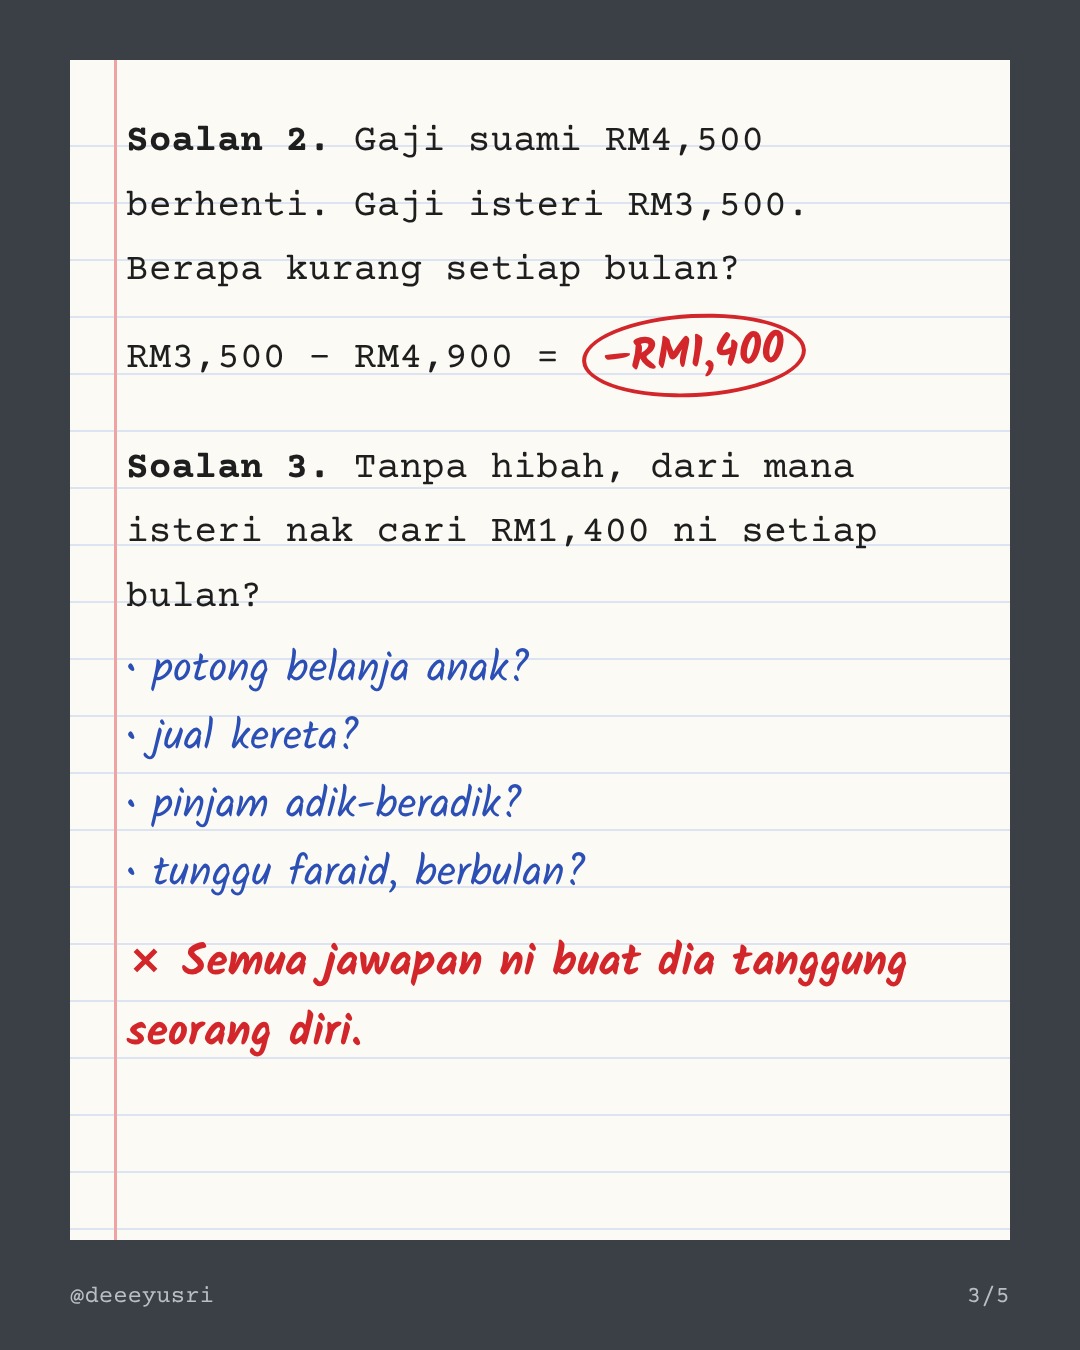 Soalan 2. Gaji suami RM4,500
berhenti. Gaji isteri RM3,500.
Berapa kurang setiap bulan?
RM3,500 − RM4,900 = −RM1,400
Soalan 3. Tanpa hibah, dari mana
isteri nak cari RM1,400 ni setiap
bulan?
· potong belanja anak?
· jual kereta?
· pinjam adik-beradik?
· tunggu faraid, berbulan?
✕ Semua jawapan ni buat dia tanggung
seorang diri.
@deeeyusri 3/5